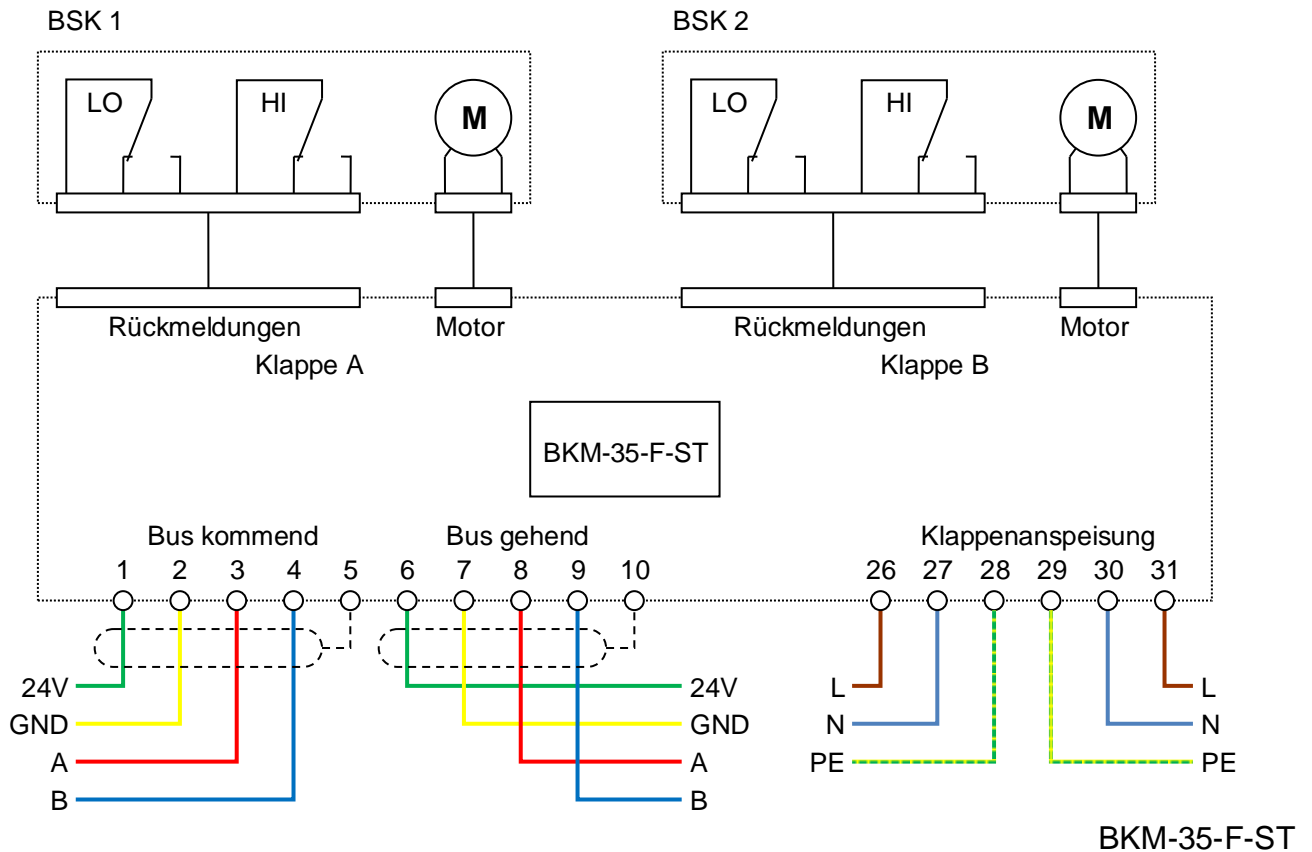 BSK 1 BSK 2
LO HI M LO HI M
Rückmeldungen Motor Rückmeldungen Motor
Klappe A Klappe B
BKM-35-F-ST
Bus kommend Bus gehend Klappenanspeisung
1 2 3 4 5 6 7 8 9 10 26 27 28 29 30 31
24V 24V L L
GND GND N N
A A PE PE
B B
BKM-35-F-ST